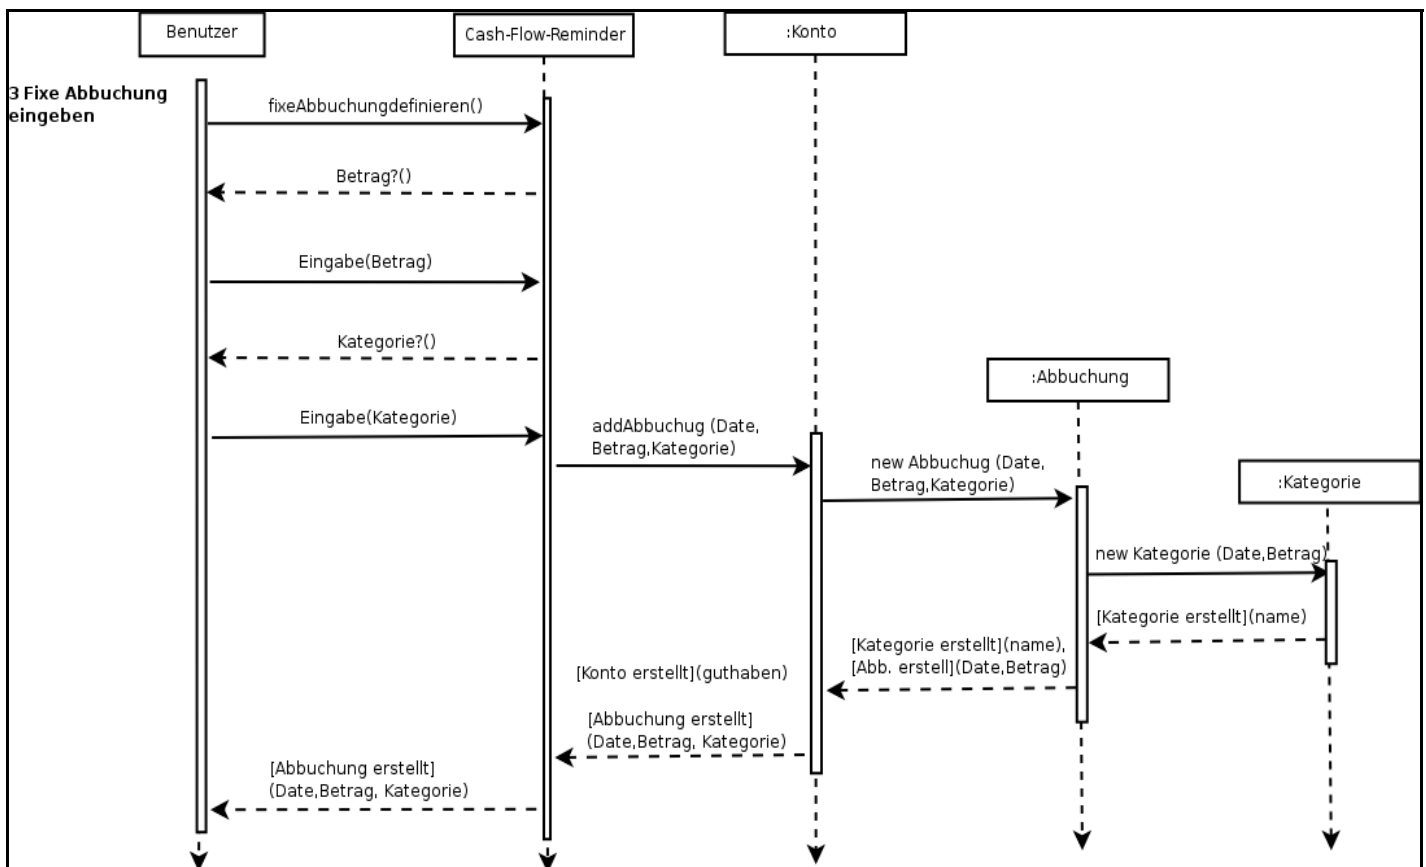 Benutzer
Cash-Flow-Reminder
:Konto
3 Fixe Abbuchung
eingeben
fixeAbbuchungdefinieren()
Betrag?()
Eingabe(Betrag)
Kategorie?()
:Abbuchung
Eingabe(Kategorie)
addAbbuchug (Date,
Betrag,Kategorie)
new Abbuchug (Date,
Betrag,Kategorie)
:Kategorie
new Kategorie (Date,Betrag)
[Kategorie erstellt](name)
[Kategorie erstellt](name),
[Abb. erstell](Date,Betrag)
[Konto erstellt](guthaben)
[Abbuchung erstellt]
(Date,Betrag, Kategorie)
[Abbuchung erstellt]
(Date,Betrag, Kategorie)